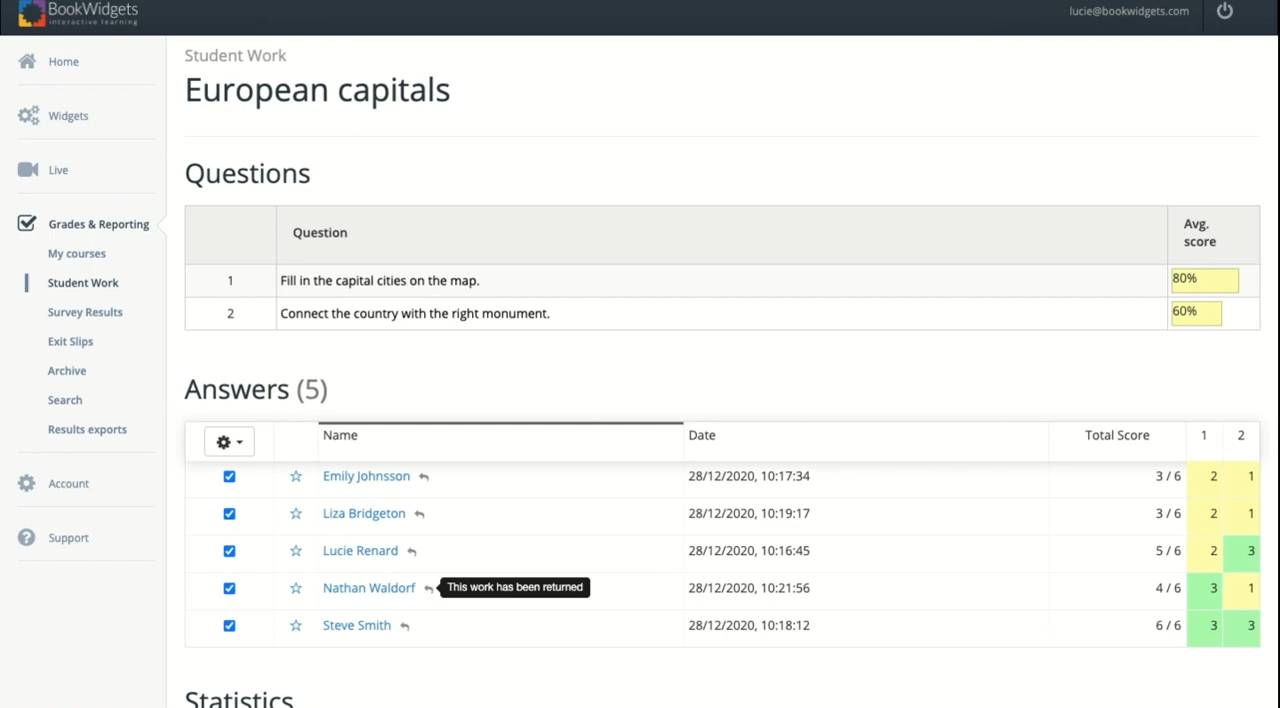 BookWidgets
interactive learning
lucie@bookwidgets.com
Home
Widgets
Live
Grades & Reporting
My courses
Student Work
Survey Results
Exit Slips
Archive
Search
Results exports
Account
Support
Student Work
European capitals
Questions
Question Avg. score
1 Fill in the capital cities on the map. 80%
2 Connect the country with the right monument. 60%
Answers (5)
Name Date Total Score 1 2
Emily Johnsson 28/12/2020, 10:17:34 3 / 6 2 1
Liza Bridgeton 28/12/2020, 10:19:17 3 / 6 2 1
Lucie Renard 28/12/2020, 10:16:45 5 / 6 2 3
Nathan Waldorf This work has been returned 28/12/2020, 10:21:56 4 / 6 3 1
Steve Smith 28/12/2020, 10:18:12 6 / 6 3 3
Statistics